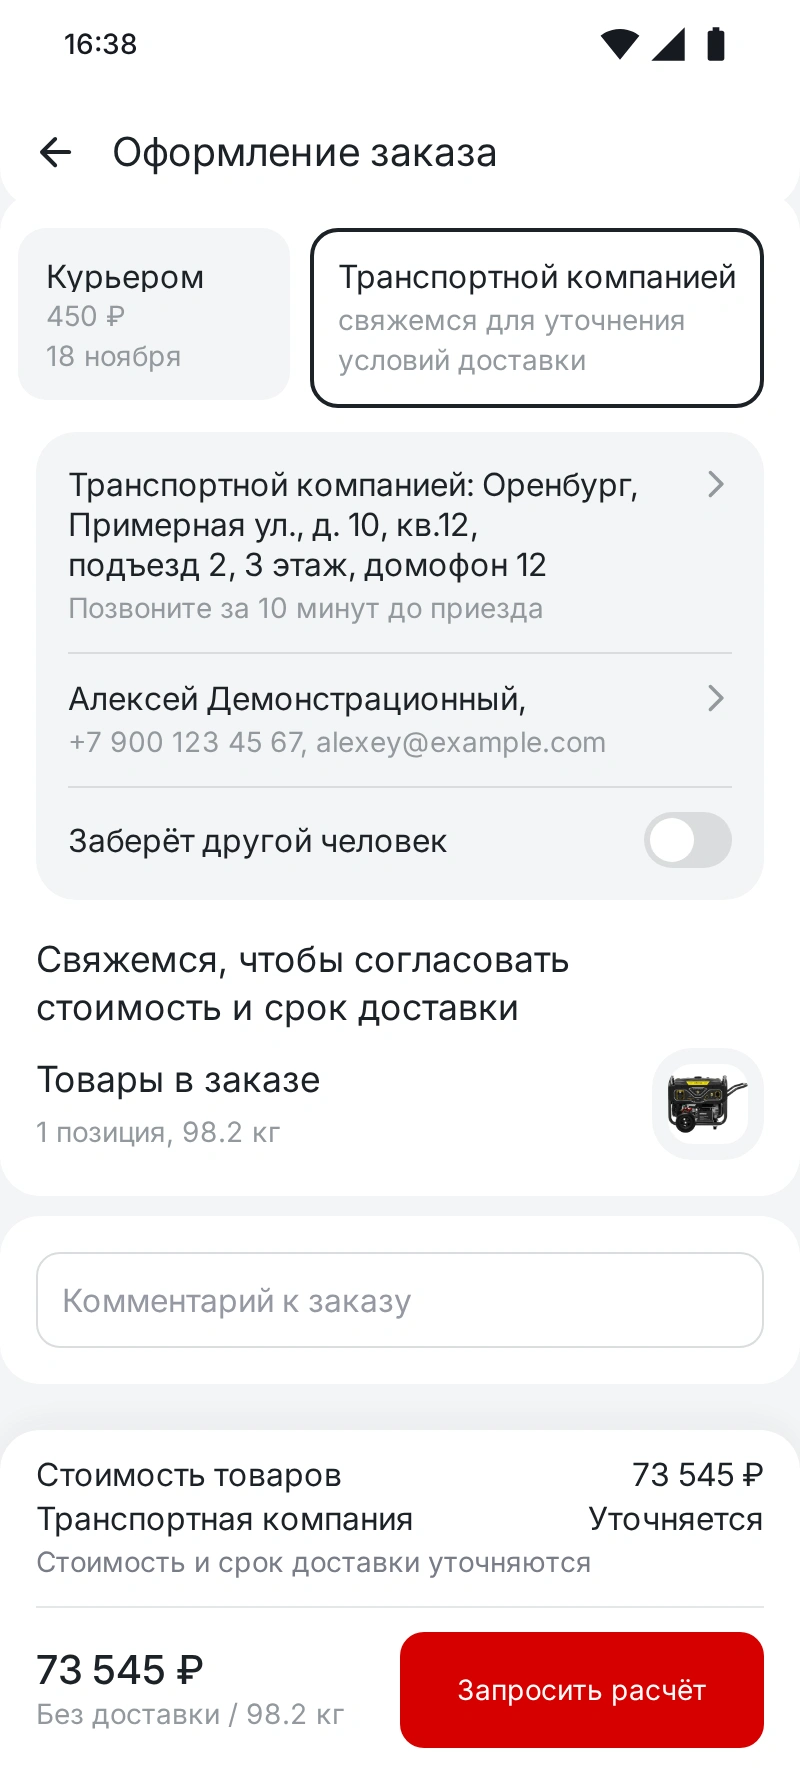 16:38
Оформление заказа
Курьером
450 ₽
18 ноября
Транспортной компанией
свяжемся для уточнения
условий доставки
Транспортной компанией: Оренбург,
Примерная ул., д. 10, кв.12,
подъезд 2, 3 этаж, домофон 12
Позвоните за 10 минут до приезда
Алексей Демонстрационный,
+7 900 123 45 67, alexey@example.com
Заберёт другой человек
Свяжемся, чтобы согласовать
стоимость и срок доставки
Товары в заказе
1 позиция, 98.2 кг
Комментарий к заказу
Стоимость товаров 73 545 ₽
Транспортная компания Уточняется
Стоимость и срок доставки уточняются
73 545 ₽
Без доставки / 98.2 кг
Запросить расчёт